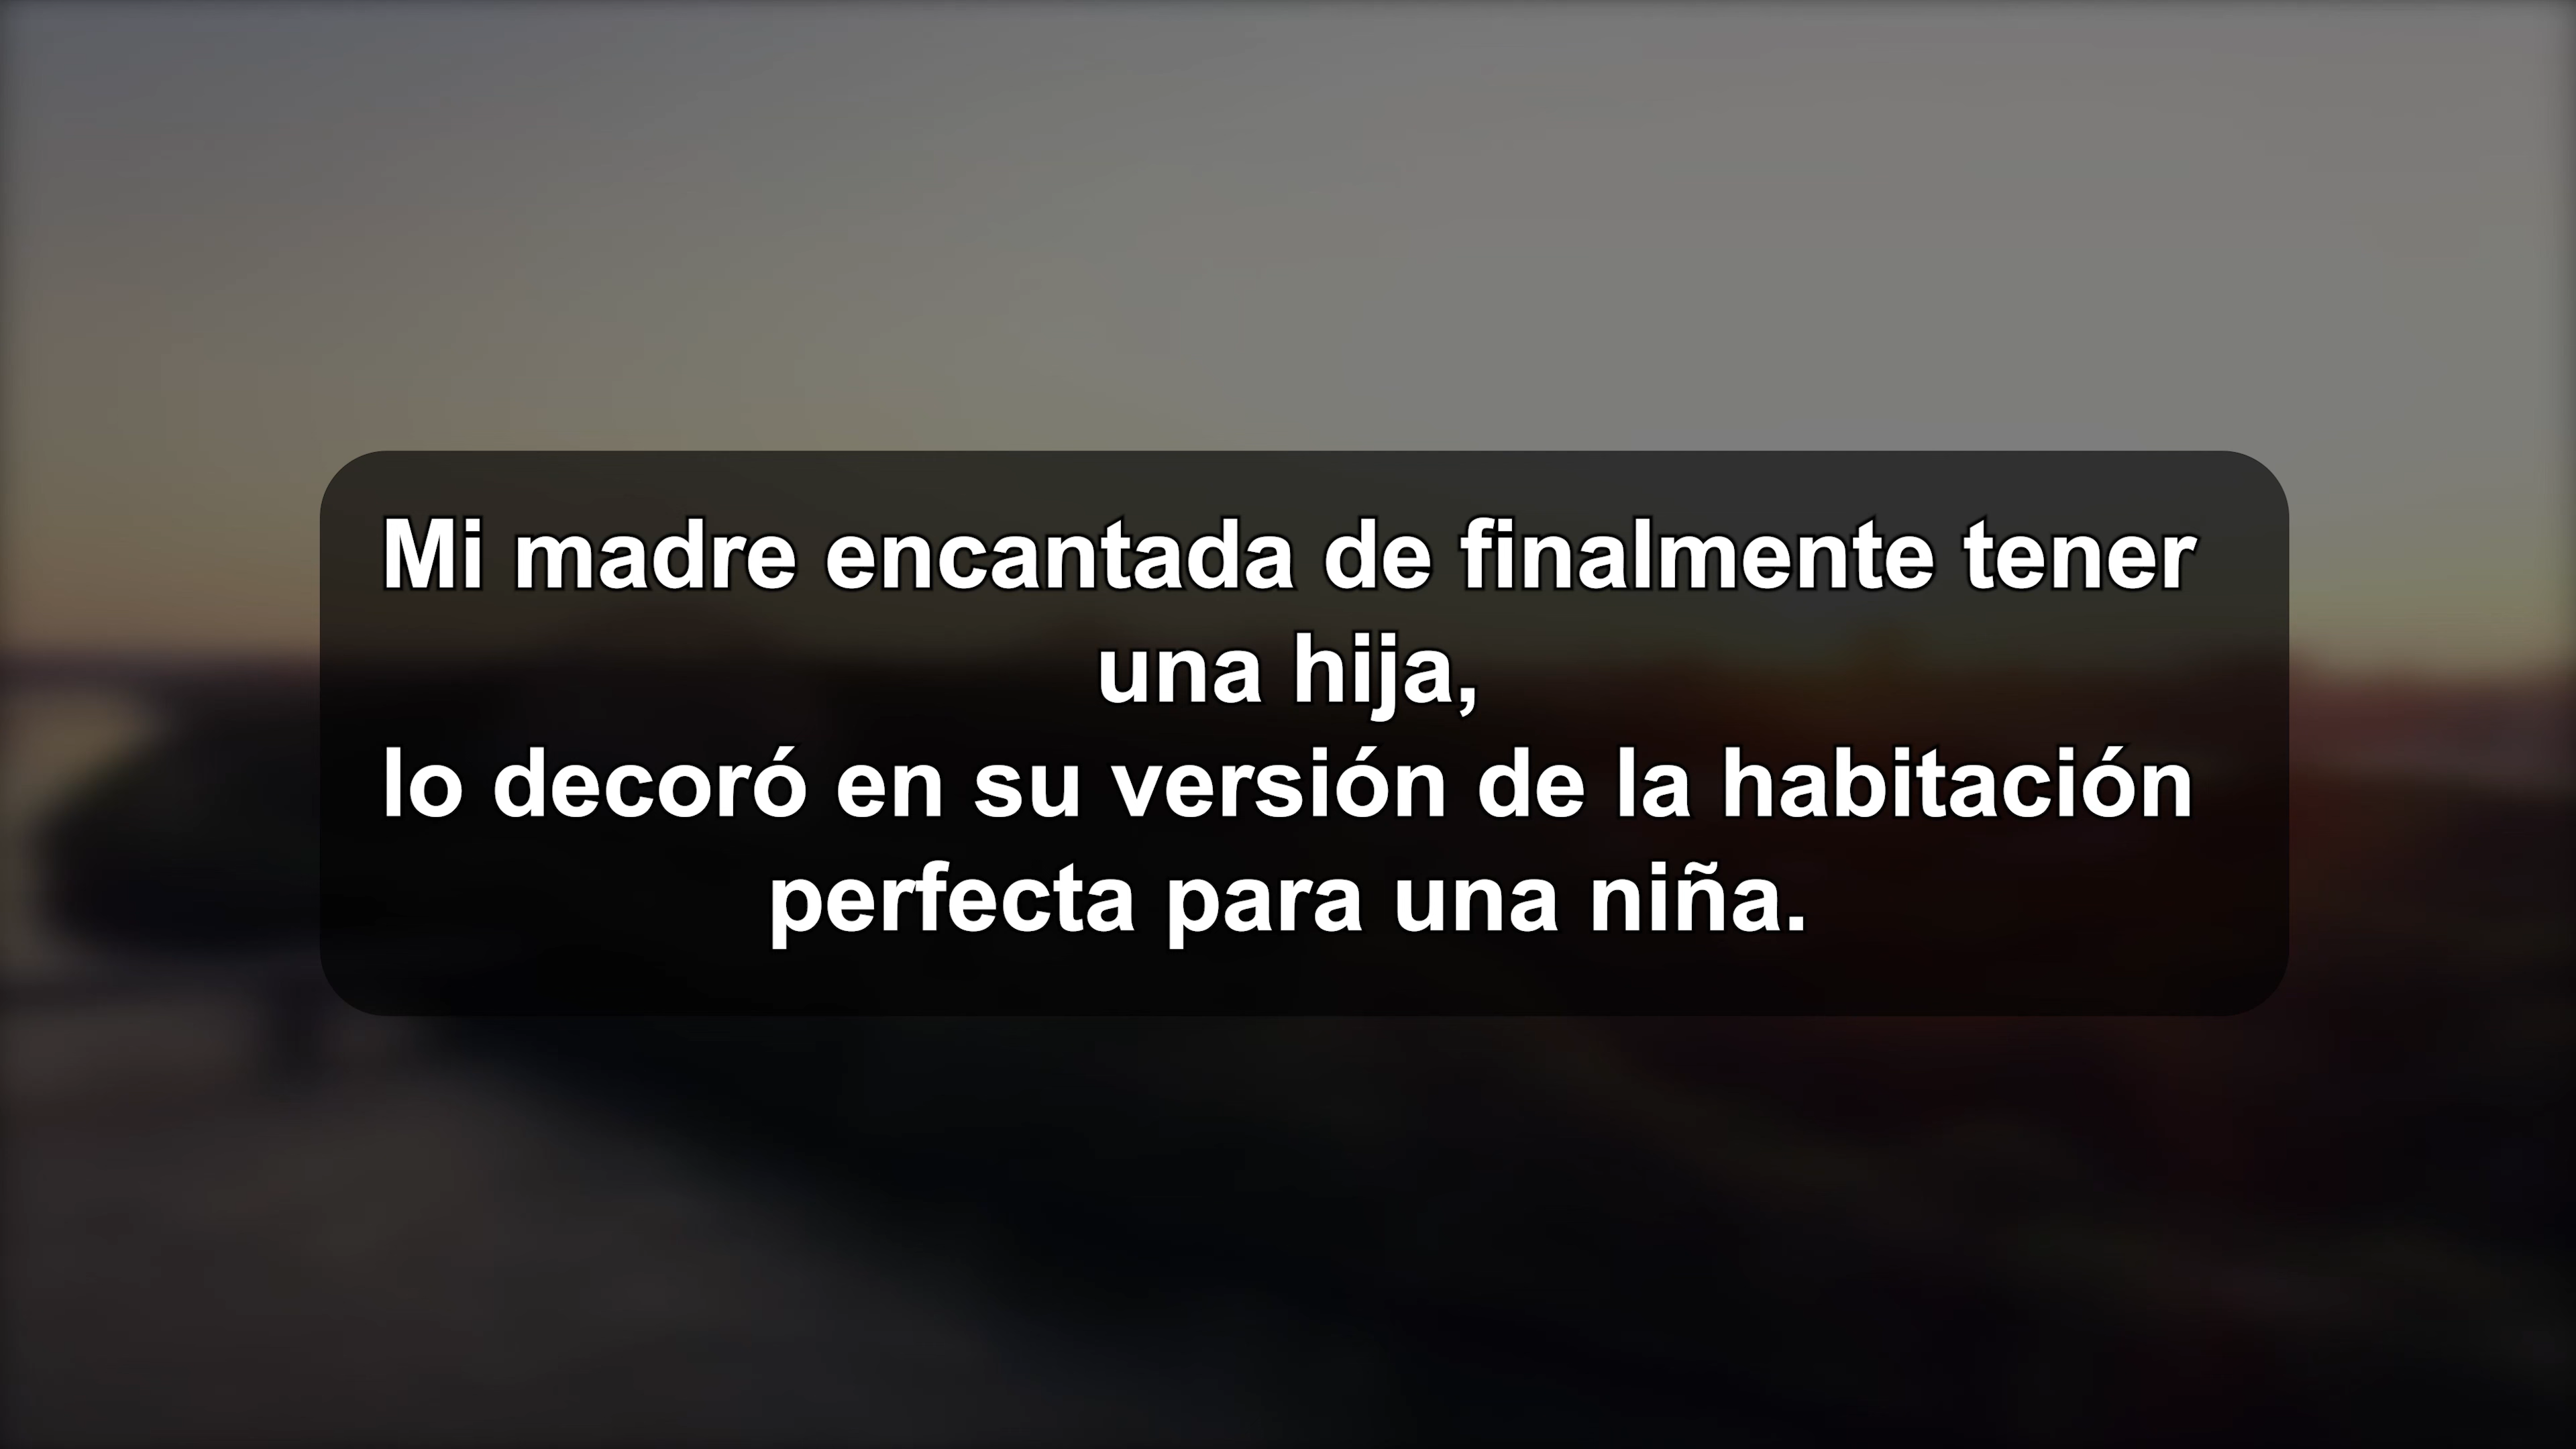 Mi madre encantada de finalmente tener
una hija,
lo decoró en su versión de la habitación
perfecta para una niña.